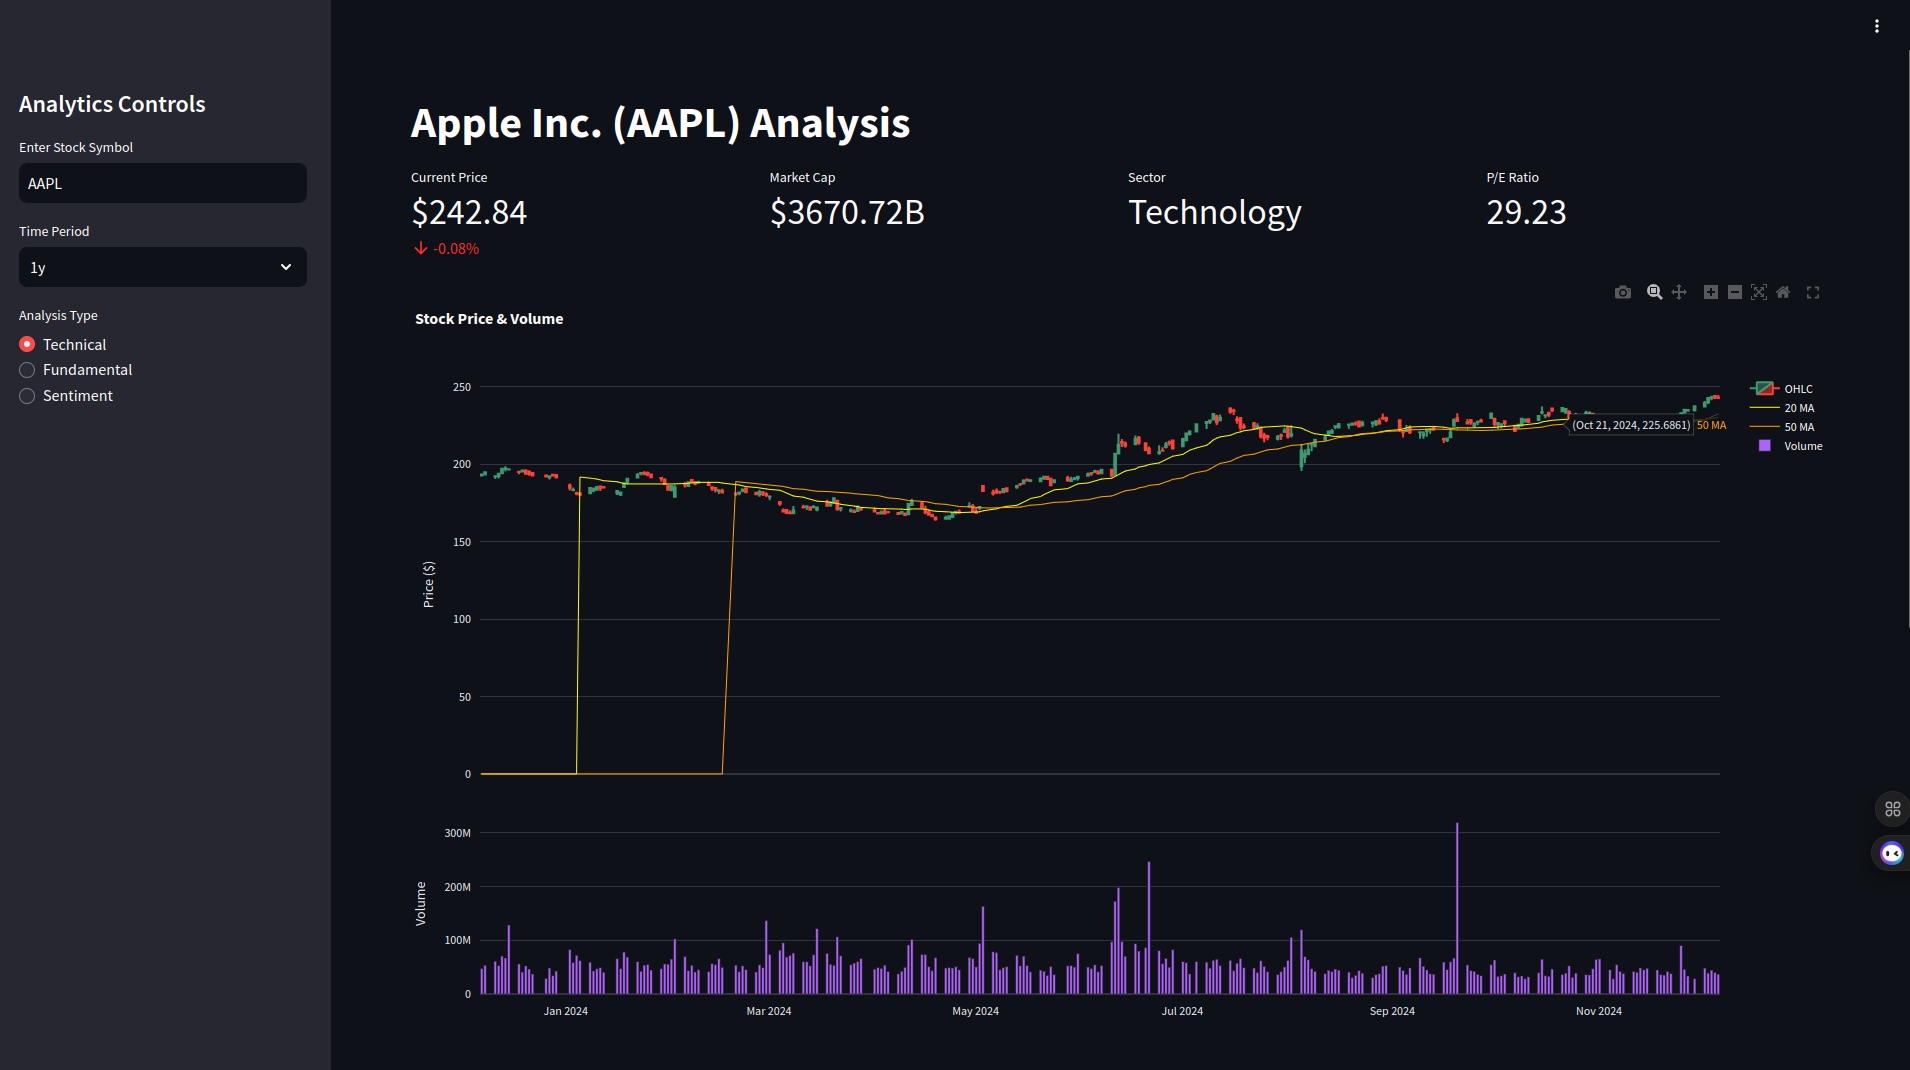 Analytics Controls
Enter Stock Symbol
AAPL
Time Period
1y
Analysis Type
Technical
Fundamental
Sentiment
Apple Inc. (AAPL) Analysis
Current Price
$242.84
-0.08%
Market Cap
$3670.72B
Sector
Technology
P/E Ratio
29.23
Stock Price & Volume
250
200
150
100
50
0
Price ($)
(Oct 21, 2024, 225.6861) 50 MA
OHLC
20 MA
50 MA
Volume
300M
200M
100M
0
Volume
Jan 2024 Mar 2024 May 2024 Jul 2024 Sep 2024 Nov 2024